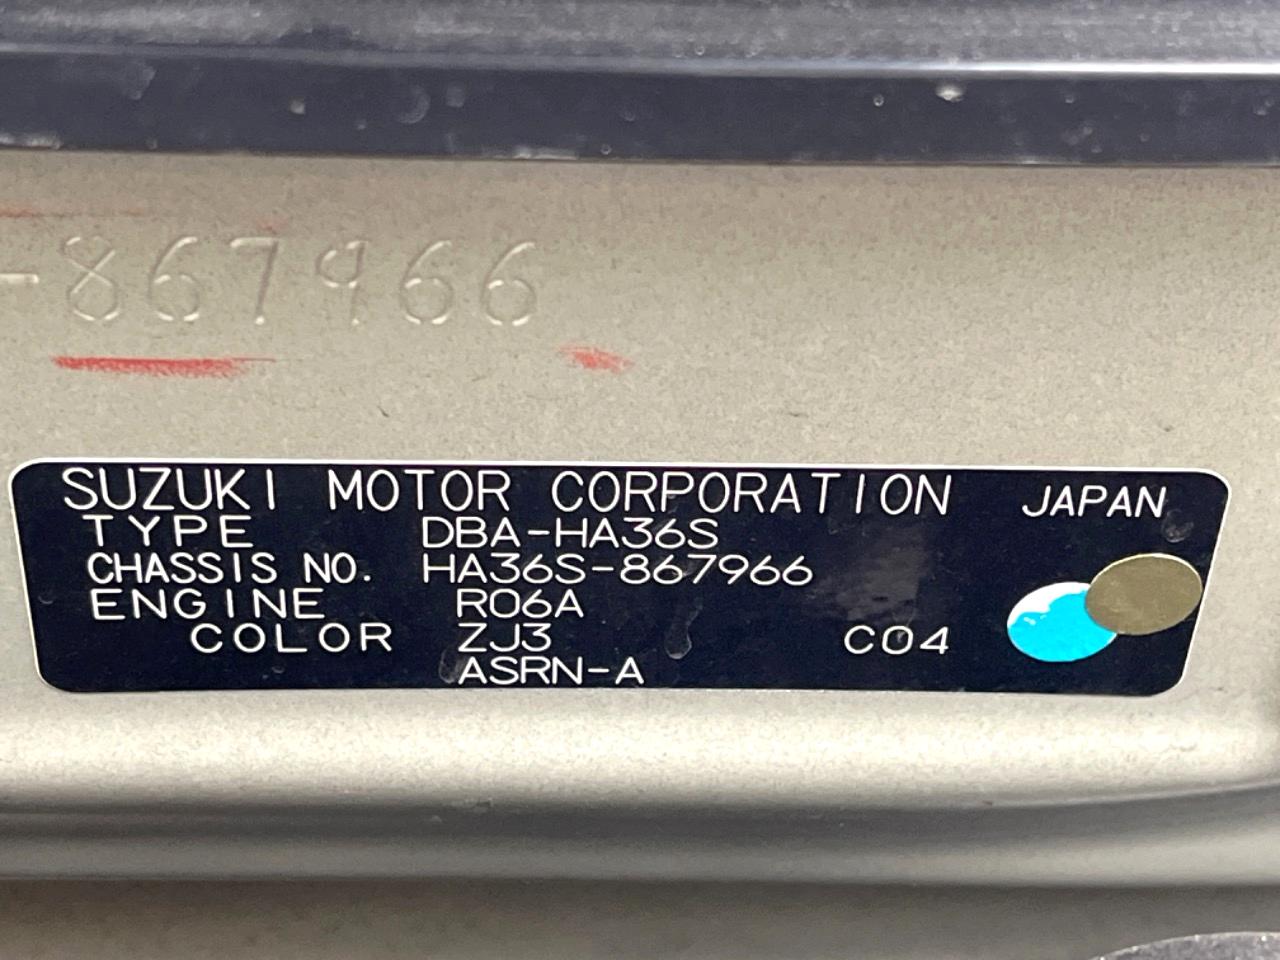 -867966
SUZUKI MOTOR CORPORATION JAPAN
TYPE DBA-HA36S
CHASSIS NO. HA36S-867966
ENGINE R06A
COLOR ZJ3 C04
ASRN-A